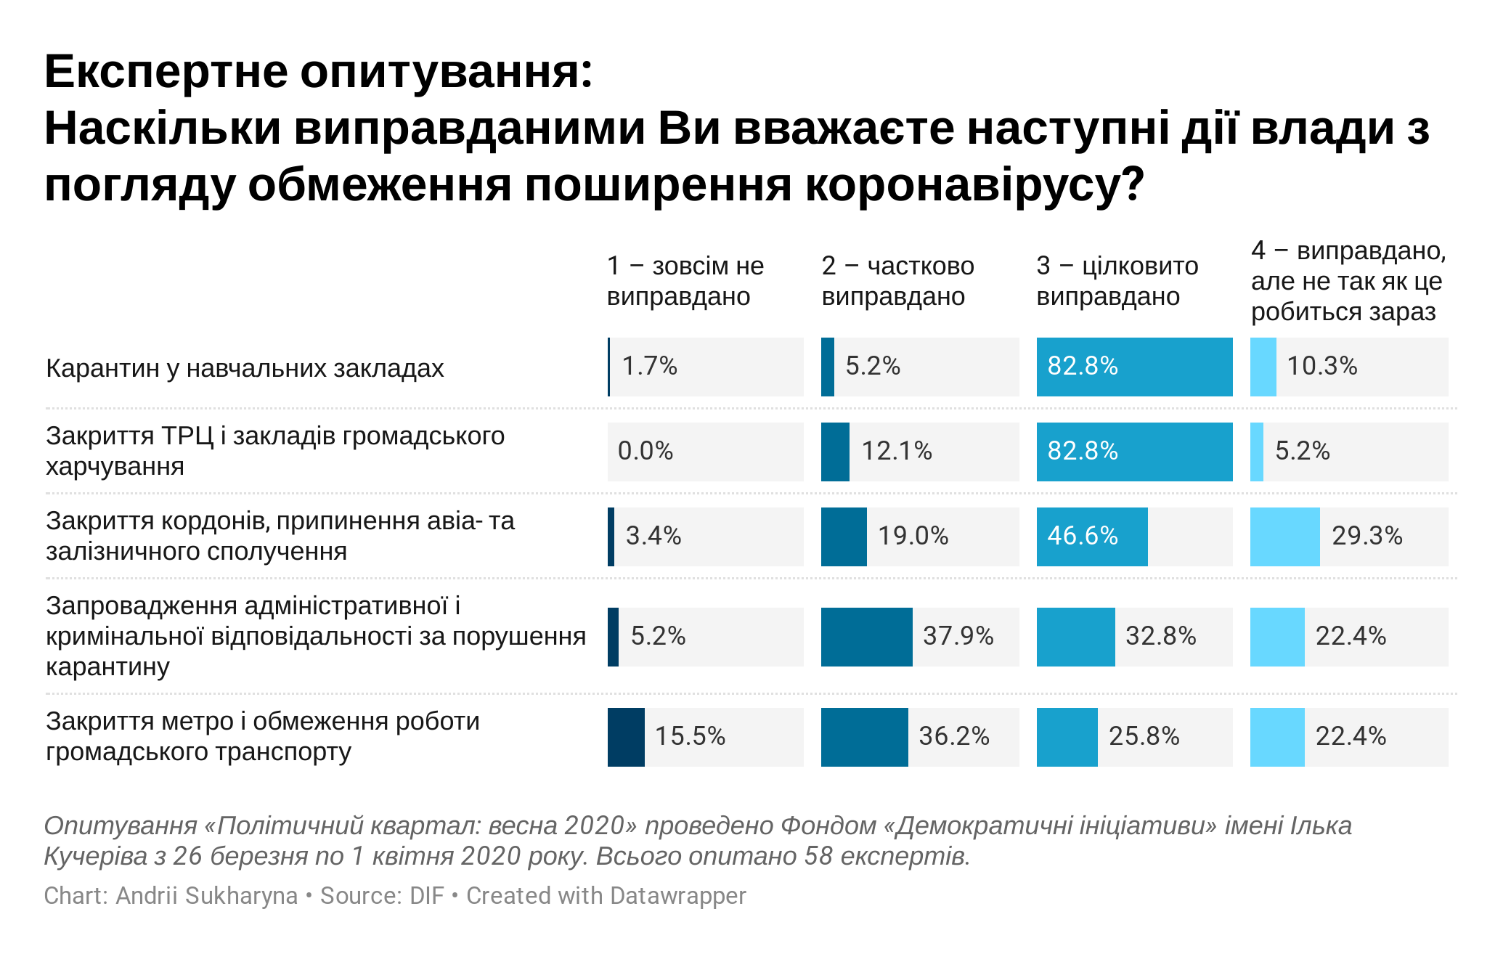 Експертне опитування:
Наскільки виправданими Ви вважаєте наступні дії влади з
погляду обмеження поширення коронавірусу?
1 – зовсім не
виправдано
2 – частково
виправдано
3 – цілковито
виправдано
4 – виправдано,
але не так як це
робиться зараз
Карантин у навчальних закладах
1.7%
5.2%
82.8%
10.3%
Закриття ТРЦ і закладів громадського
харчування
0.0%
12.1%
82.8%
5.2%
Закриття кордонів, припинення авіа- та
залізничного сполучення
3.4%
19.0%
46.6%
29.3%
Запровадження адміністративної і
кримінальної відповідальності за порушення
карантину
5.2%
37.9%
32.8%
22.4%
Закриття метро і обмеження роботи
громадського транспорту
15.5%
36.2%
25.8%
22.4%
Опитування «Політичний квартал: весна 2020» проведено Фондом «Демократичні ініціативи» імені Ілька
Кучеріва з 26 березня по 1 квітня 2020 року. Всього опитано 58 експертів.
Chart: Andrii Sukharyna • Source: DIF • Created with Datawrapper